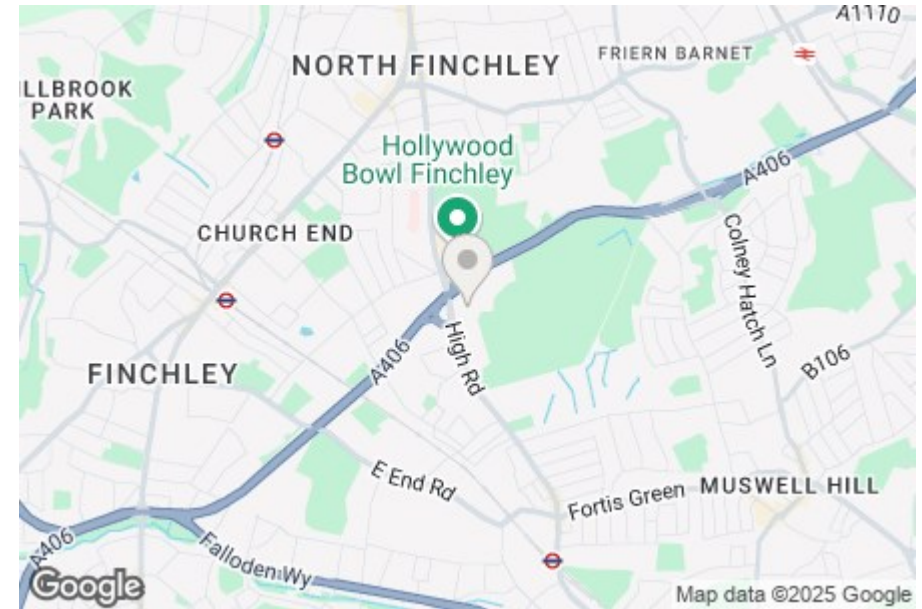 A1110
NORTH FINCHLEY
FRIERN BARNET
LLBROOK
PARK
Hollywood
Bowl Finchley
A406
CHURCH END
Colney Hatch Ln
A406
High Rd
B106
FINCHLEY
E End Rd
Fortis Green
MUSWELL HILL
A406
Falloden Wy
Google
Map data ©2025 Google